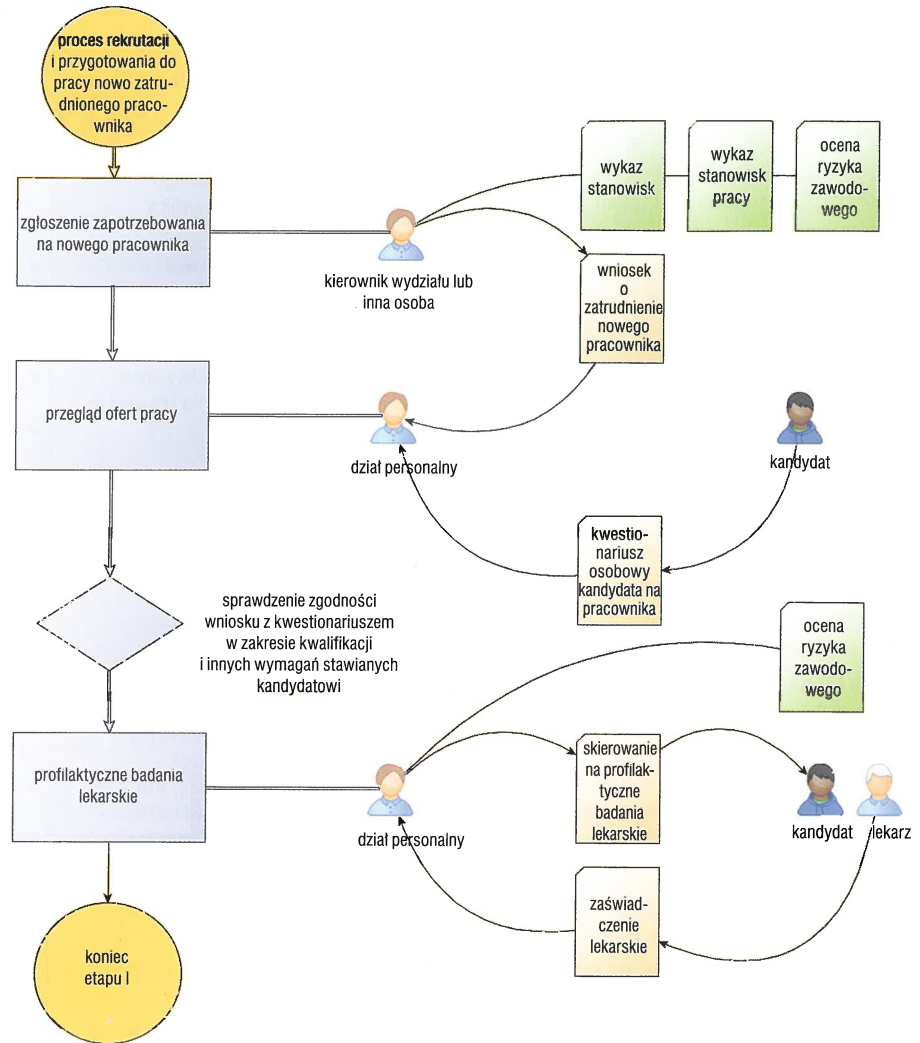 proces rekrutacji
i przygotowania do
pracy nowo zatru-
dnionego praco-
wnika
zgłoszenie zapotrzebowania
na nowego pracownika
kierownik wydziału lub
inna osoba
wykaz
stanowisk
wykaz
stanowisk
pracy
ocena
ryzyka
zawodo-
wego
wniosek
o
zatrudnienie
nowego
pracownika
przegląd ofert pracy
dział personalny
kandydat
kwestio-
nariusz
osobowy
kandydata na
pracownika
sprawdzenie zgodności
wniosku z kwestionariuszem
w zakresie kwalifikacji
i innych wymagań stawianych
kandydatowi
ocena
ryzyka
zawodo-
wego
profilaktyczne badania
lekarskie
dział personalny
skierowanie
na profilak-
tyczne
badania
lekarskie
kandydat
lekarz
zaświad-
czenie
lekarskie
koniec
etapu I